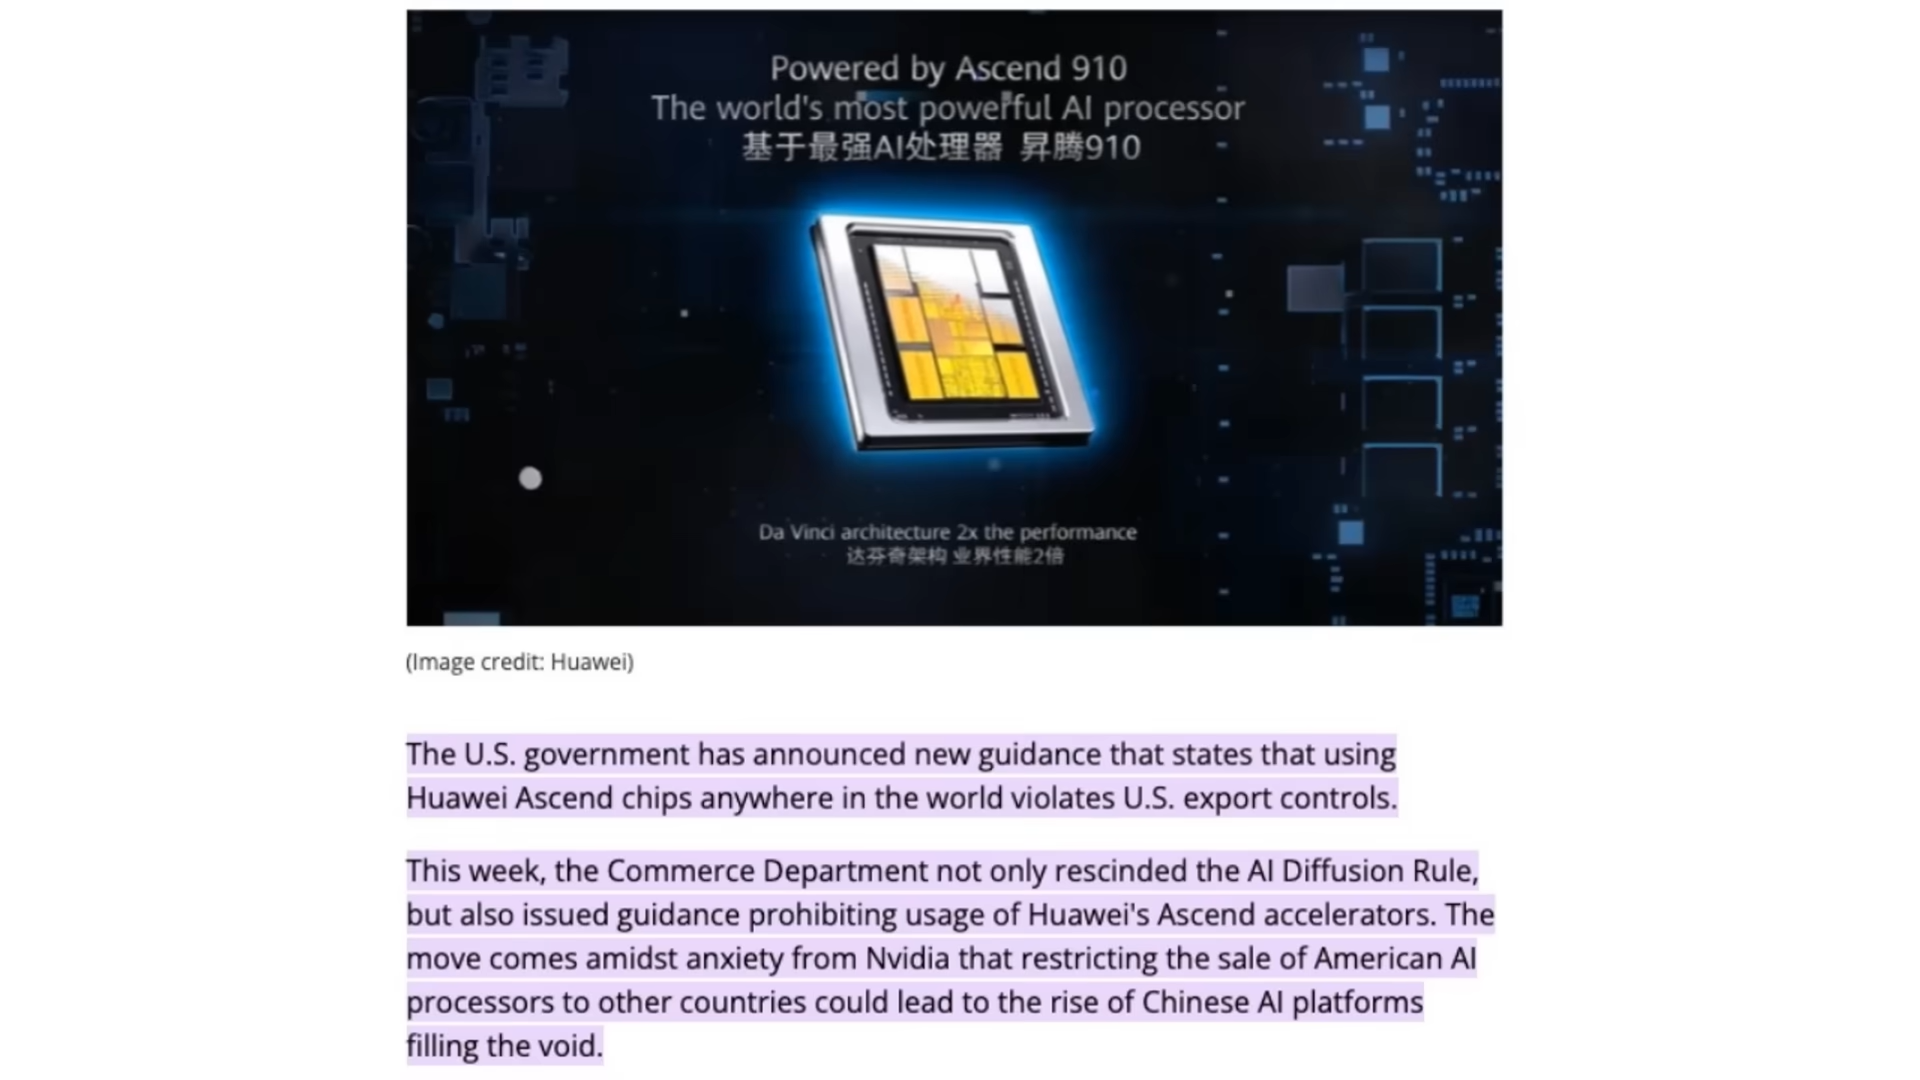 Powered by Ascend 910
The world's most powerful AI processor
基于最强AI处理器 昇腾910
Da Vinci architecture 2x the performance
达芬奇架构 业界性能2倍
(Image credit: Huawei)
The U.S. government has announced new guidance that states that using
Huawei Ascend chips anywhere in the world violates U.S. export controls.
This week, the Commerce Department not only rescinded the AI Diffusion Rule,
but also issued guidance prohibiting usage of Huawei's Ascend accelerators. The
move comes amidst anxiety from Nvidia that restricting the sale of American AI
processors to other countries could lead to the rise of Chinese AI platforms
filling the void.